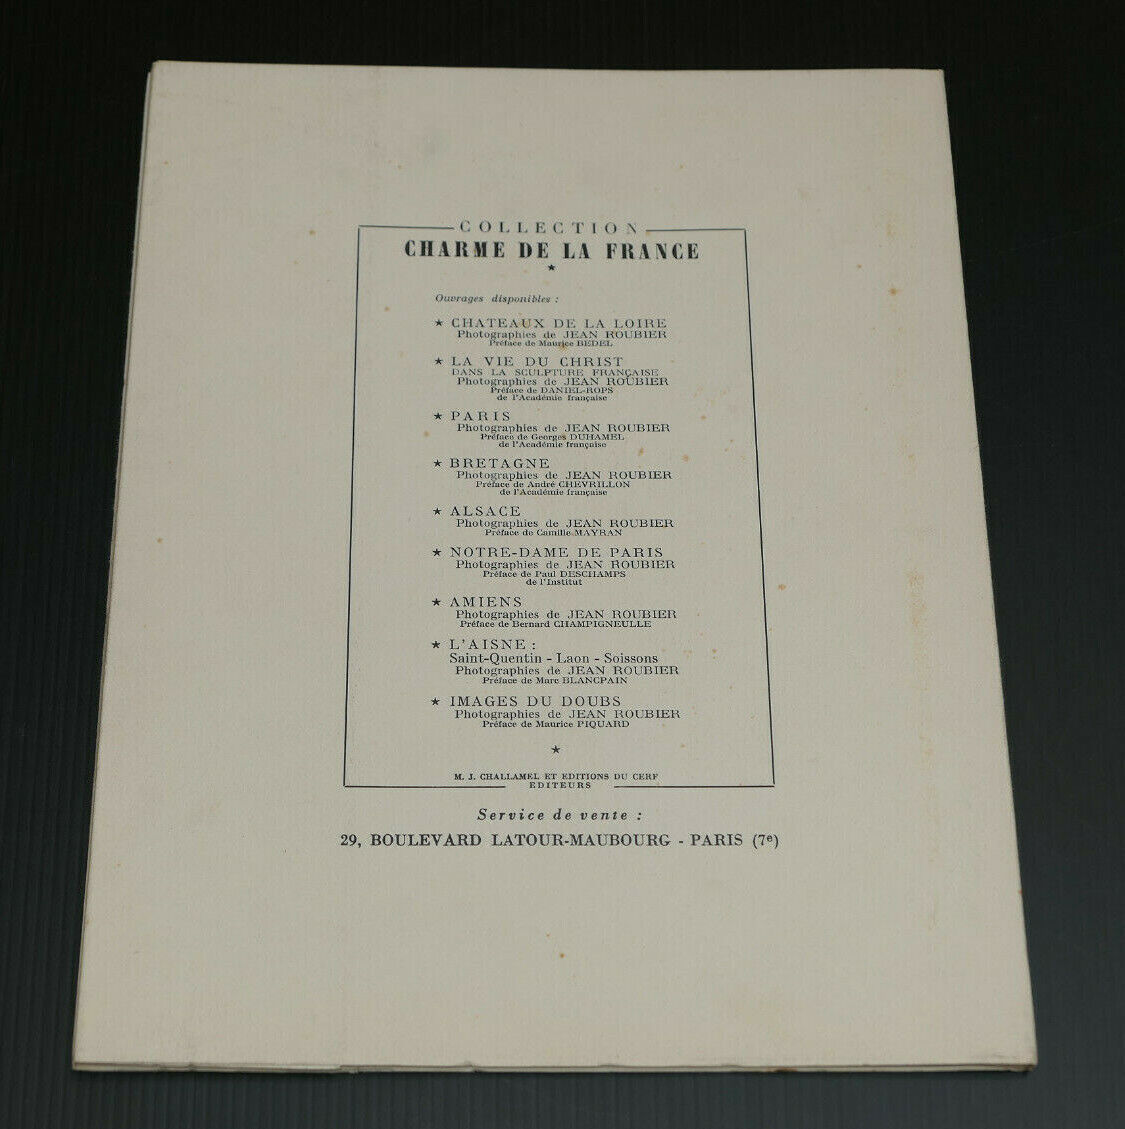 COLLECTION
CHARME DE LA FRANCE
★
Ouvrages disponibles :
★ CHATEAUX DE LA LOIRE
Photographies de JEAN ROUBIER
Préface de Maurice BEDEL
★ LA VIE DU CHRIST
DANS LA SCULPTURE FRANÇAISE
Photographies de JEAN ROUBIER
Préface de DANIEL-ROPS
de l'Académie française
★ PARIS
Photographies de JEAN ROUBIER
Préface de Georges DUHAMEL
de l'Académie française
★ BRETAGNE
Photographies de JEAN ROUBIER
Préface de André CHEVRILLON
de l'Académie française
★ ALSACE
Photographies de JEAN ROUBIER
Préface de Camille MAYRAN
★ NOTRE-DAME DE PARIS
Photographies de JEAN ROUBIER
Préface de Paul DESCHAMPS
de l'Institut
★ AMIENS
Photographies de JEAN ROUBIER
Préface de Bernard CHAMPIGNEULLE
★ L'AISNE :
Saint-Quentin - Laon - Soissons
Photographies de JEAN ROUBIER
Préface de Marc BLANCPAIN
★ IMAGES DU DOUBS
Photographies de JEAN ROUBIER
Préface de Maurice PIQUARD
★
M. J. CHALLAMEL ET EDITIONS DU CERF
EDITEURS
Service de vente :
29, BOULEVARD LATOUR-MAUBOURG - PARIS (7e)